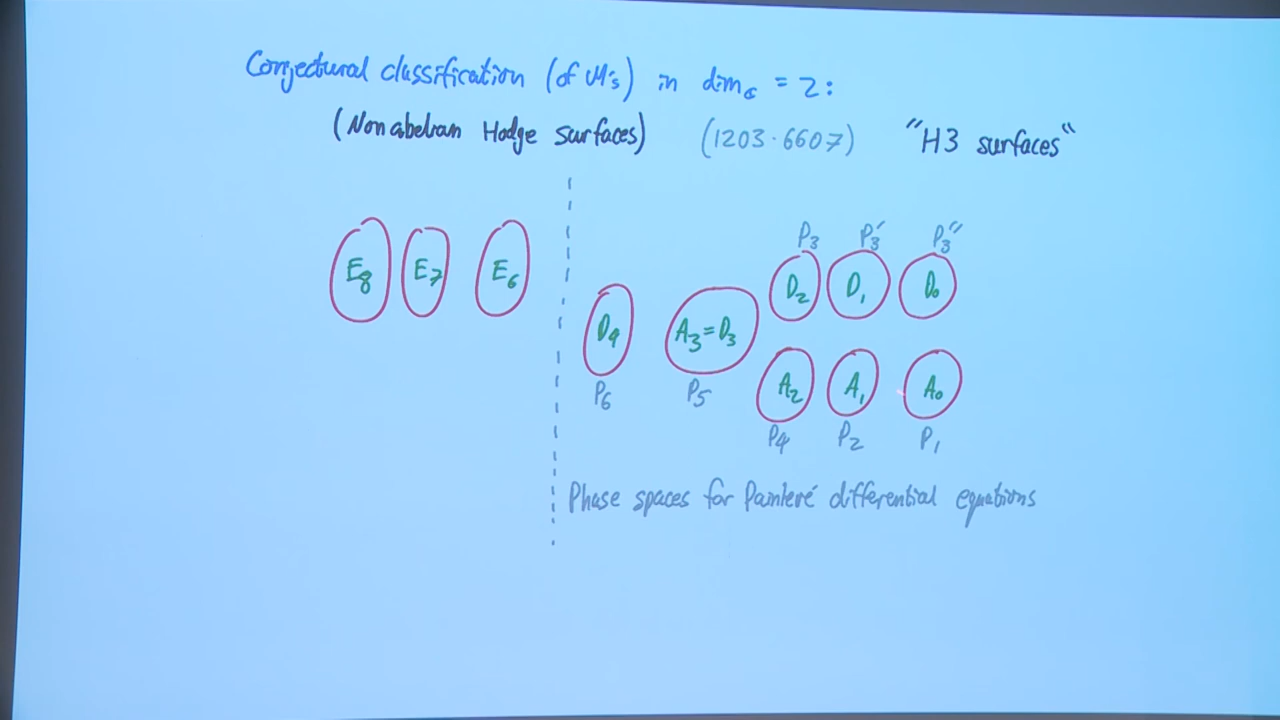 Conjectural classification (of M's) in dim_C = 2:
(Nonabelian Hodge surfaces) (1203.6607) "H3 surfaces"
P3 P3′ P3″
E8 E7 E6 D2 D1 D0
D4 A3=D3
P6 P5 A2 A1 A0
P4 P2 P1
Phase spaces for Painlevé differential equations